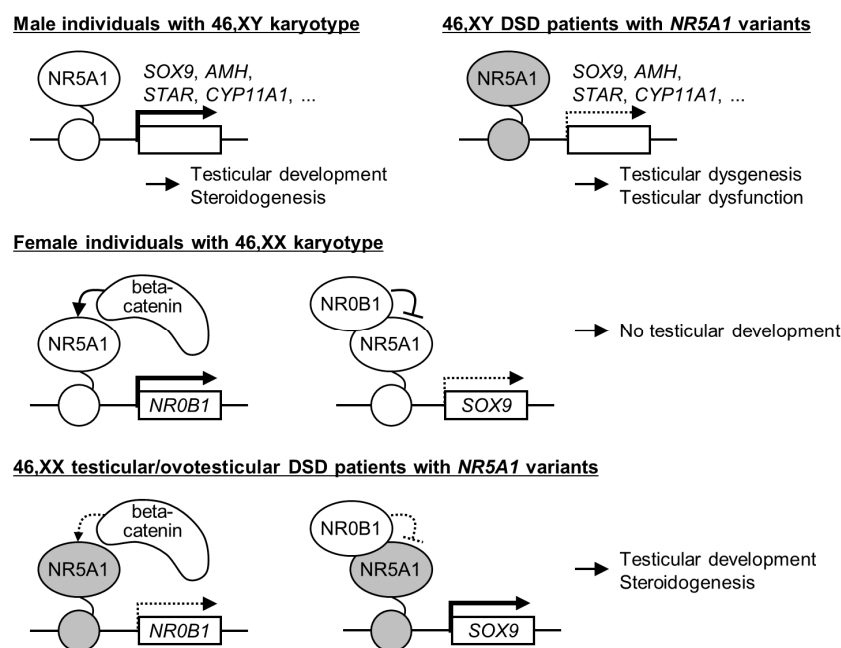 Male individuals with 46,XY karyotype
NR5A1
SOX9, AMH,
STAR, CYP11A1, ...
Testicular development
Steroidogenesis
46,XY DSD patients with NR5A1 variants
NR5A1
SOX9, AMH,
STAR, CYP11A1, ...
Testicular dysgenesis
Testicular dysfunction
Female individuals with 46,XX karyotype
beta-
catenin
NR5A1
NR0B1
NR0B1
NR5A1
SOX9
No testicular development
46,XX testicular/ovotesticular DSD patients with NR5A1 variants
beta-
catenin
NR5A1
NR0B1
NR0B1
NR5A1
SOX9
Testicular development
Steroidogenesis